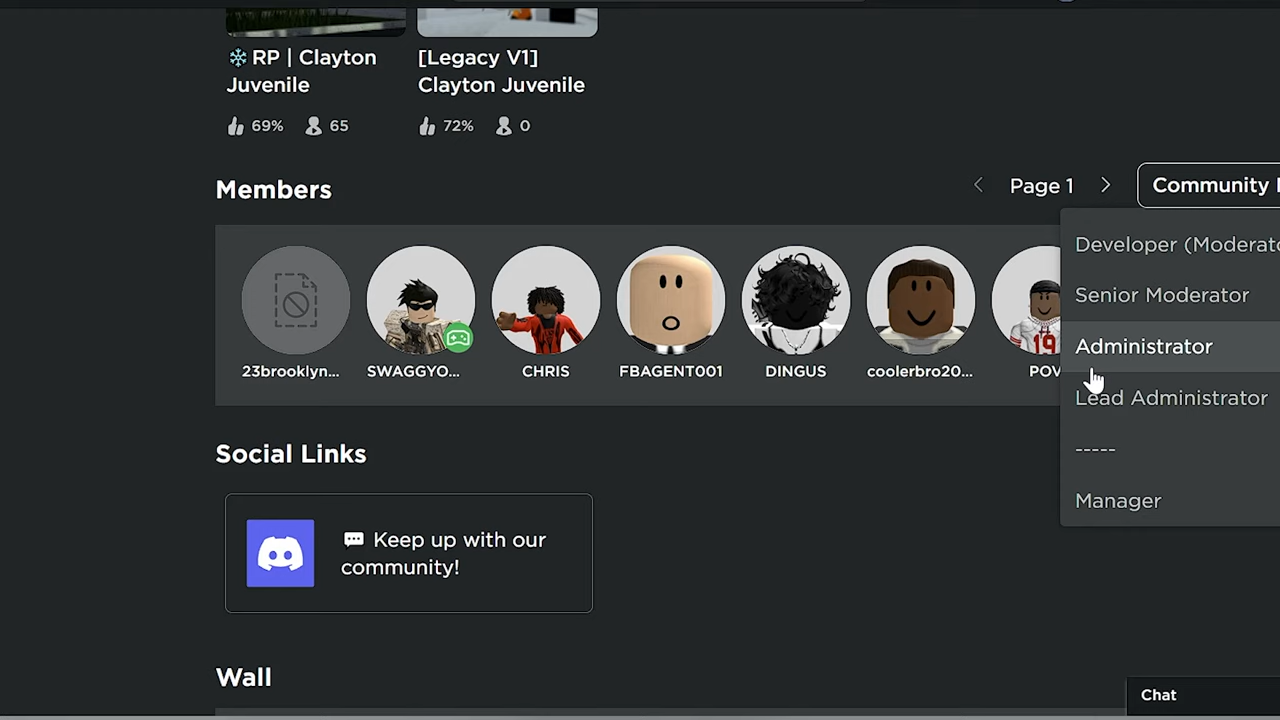 RP | Clayton
Juvenile
69% 65
[Legacy V1]
Clayton Juvenile
72% 0
Members
Page 1
Community
Developer (Moderato
Senior Moderator
Administrator
Lead Administrator
-----
Manager
23brooklyn...
SWAGGYO...
CHRIS
FBAGENT001
DINGUS
coolerbro20...
POV
19
Social Links
Keep up with our
community!
Wall
Chat